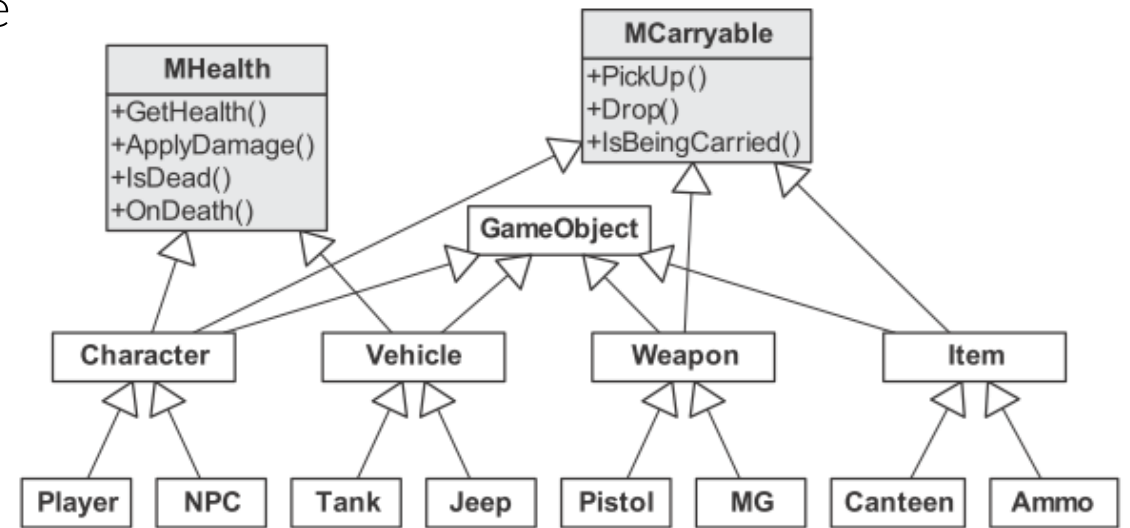 e
MHealth
+GetHealth()
+ApplyDamage()
+IsDead()
+OnDeath()
MCarryable
+PickUp()
+Drop()
+IsBeingCarried()
GameObject
Character
Vehicle
Weapon
Item
Player
NPC
Tank
Jeep
Pistol
MG
Canteen
Ammo